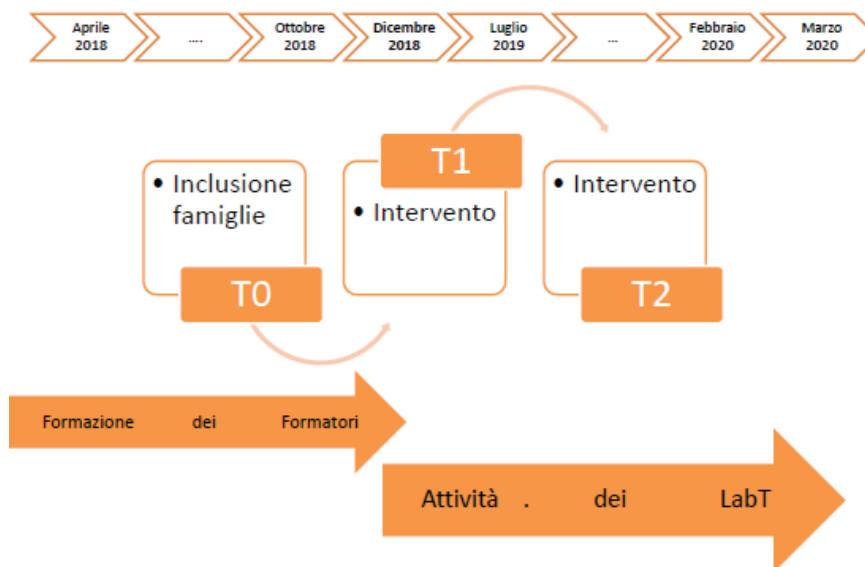 Aprile
2018
....
Ottobre
2018
Dicembre
2018
Luglio
2019
...
Febbraio
2020
Marzo
2020
• Inclusione
famiglie
T0
T1
• Intervento
• Intervento
T2
Formazione dei Formatori
Attività . dei LabT